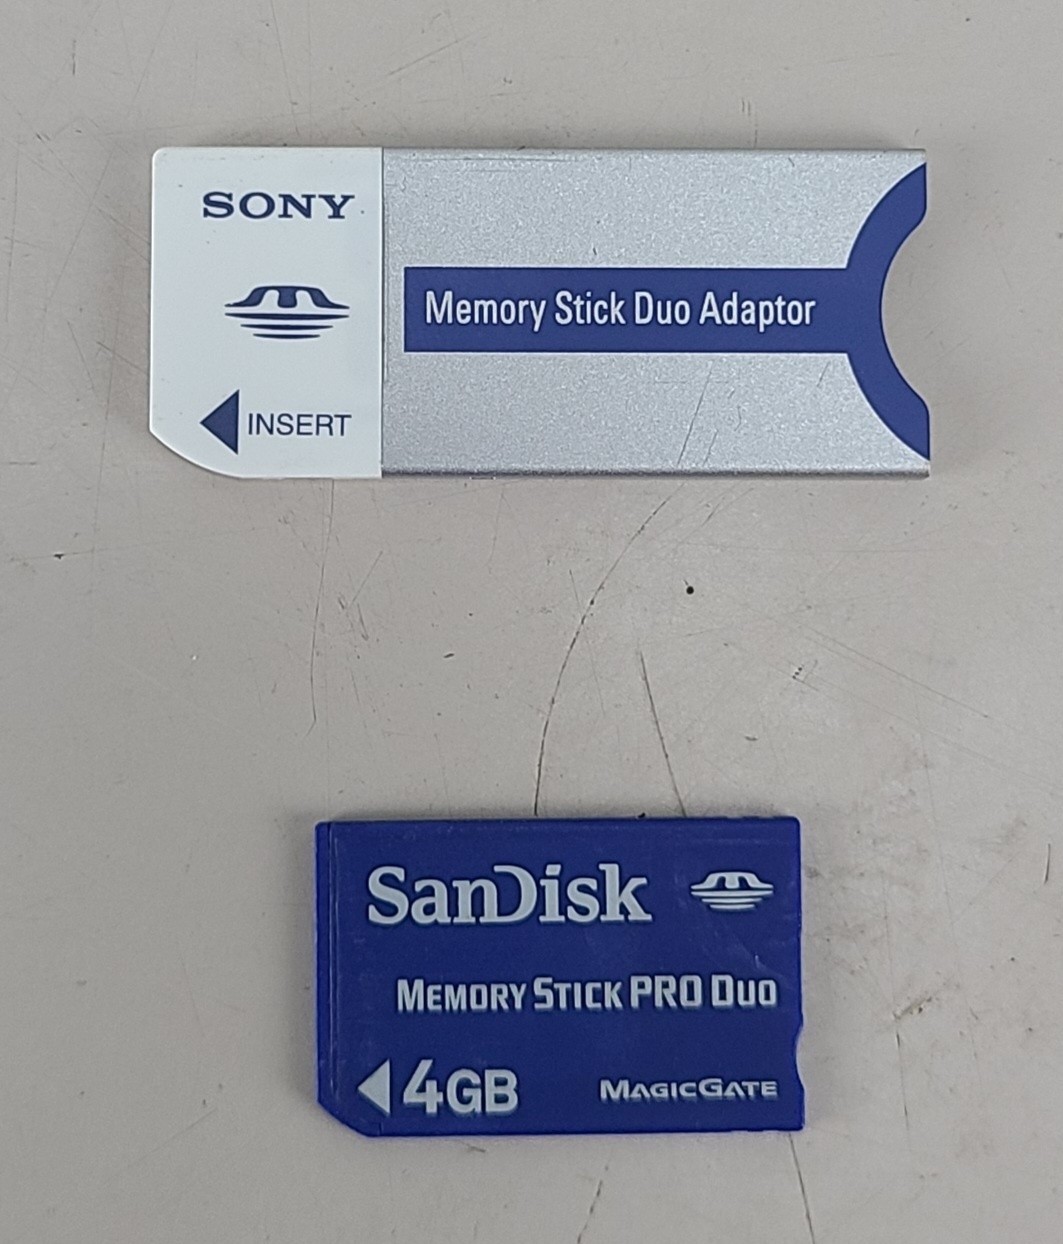 SONY
Memory Stick Duo Adaptor
INSERT
SanDisk
MEMORY STICK PRO DUO
4GB MAGICGATE